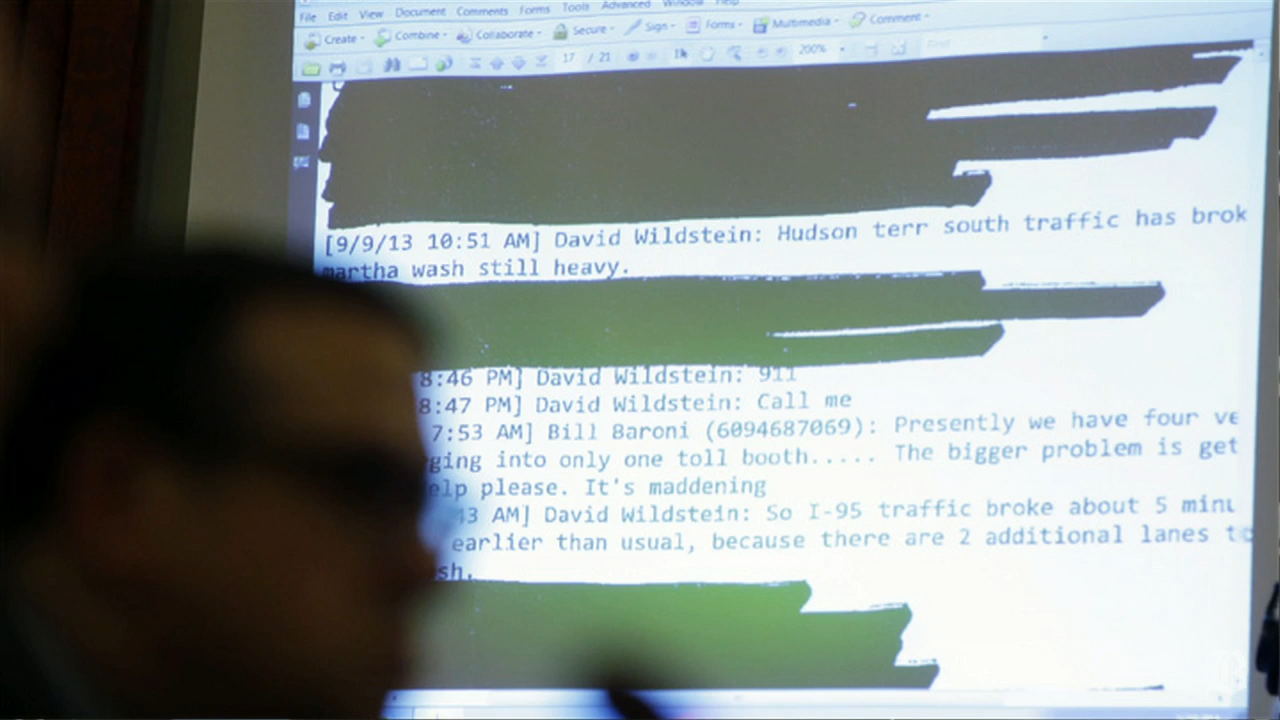 File Edit View Document Comments Forms Tools Advanced Window Help
Create Combine Collaborate Secure Sign Forms Multimedia Comment
17 / 21 200% Find
[9/9/13 10:51 AM] David Wildstein: Hudson terr south traffic has brok
martha wash still heavy.
8:46 PM] David Wildstein: 911
8:47 PM] David Wildstein: Call me
7:53 AM] Bill Baroni (6094687069): Presently we have four ve
ging into only one toll booth..... The bigger problem is get
elp please. It's maddening
43 AM] David Wildstein: So I-95 traffic broke about 5 minu
earlier than usual, because there are 2 additional lanes to
sh.